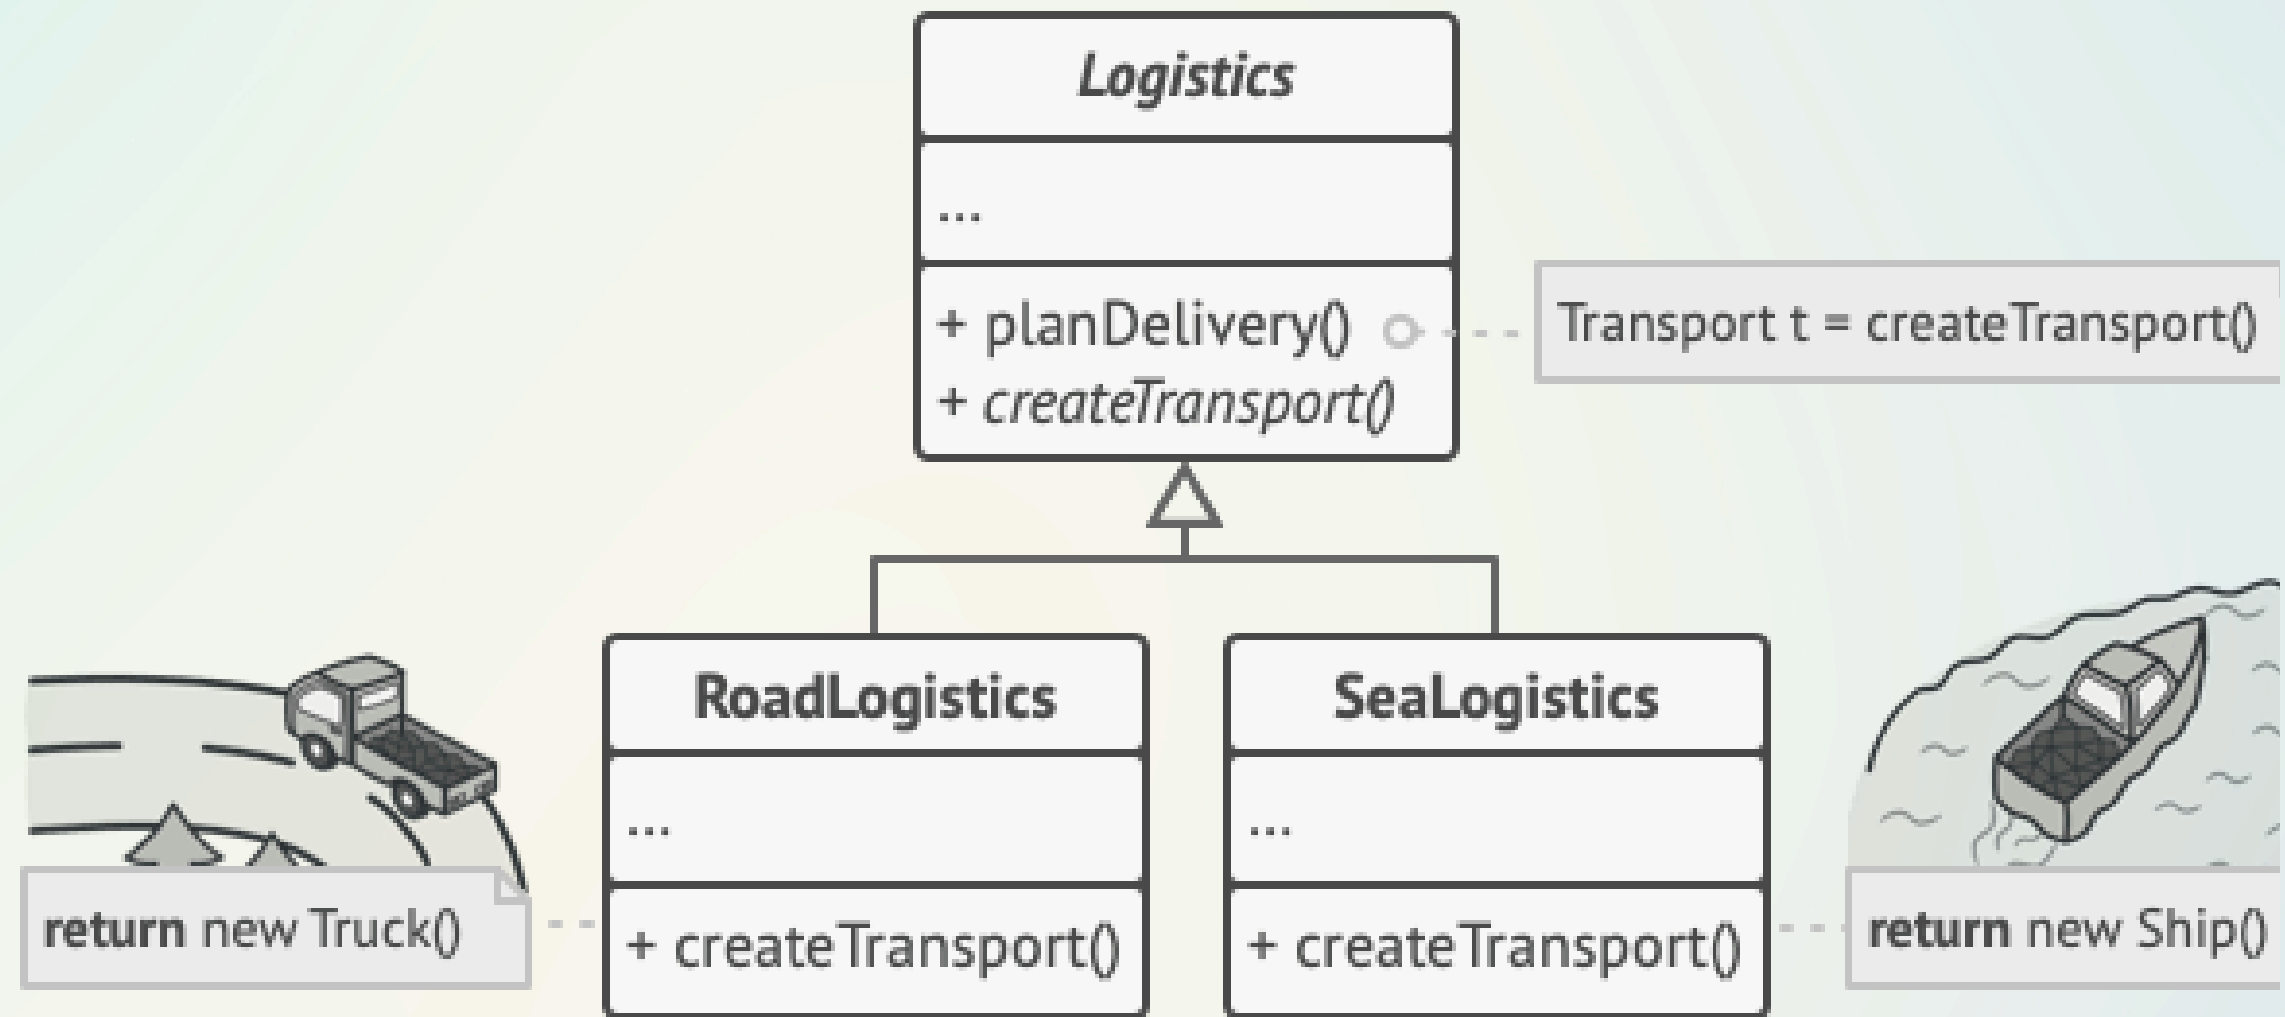 Logistics
...
+ planDelivery()
Transport t = createTransport()
+ createTransport()
RoadLogistics
SeaLogistics
...
...
return new Truck()
+ createTransport()
+ createTransport()
return new Ship()